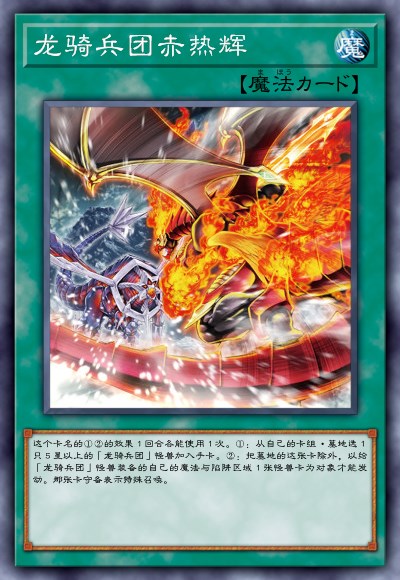 龙骑兵团赤热辉
魔
【魔法カード】
ま ほう
这个卡名的①②的效果1回合各能使用1次。①：从自己的卡组·墓地选1
只5星以上的「龙骑兵团」怪兽加入手卡。②：把墓地的这张卡除外，以给
「龙骑兵团」怪兽装备的自己的魔法与陷阱区域1张怪兽卡为对象才能发
动。那张卡守备表示特殊召唤。